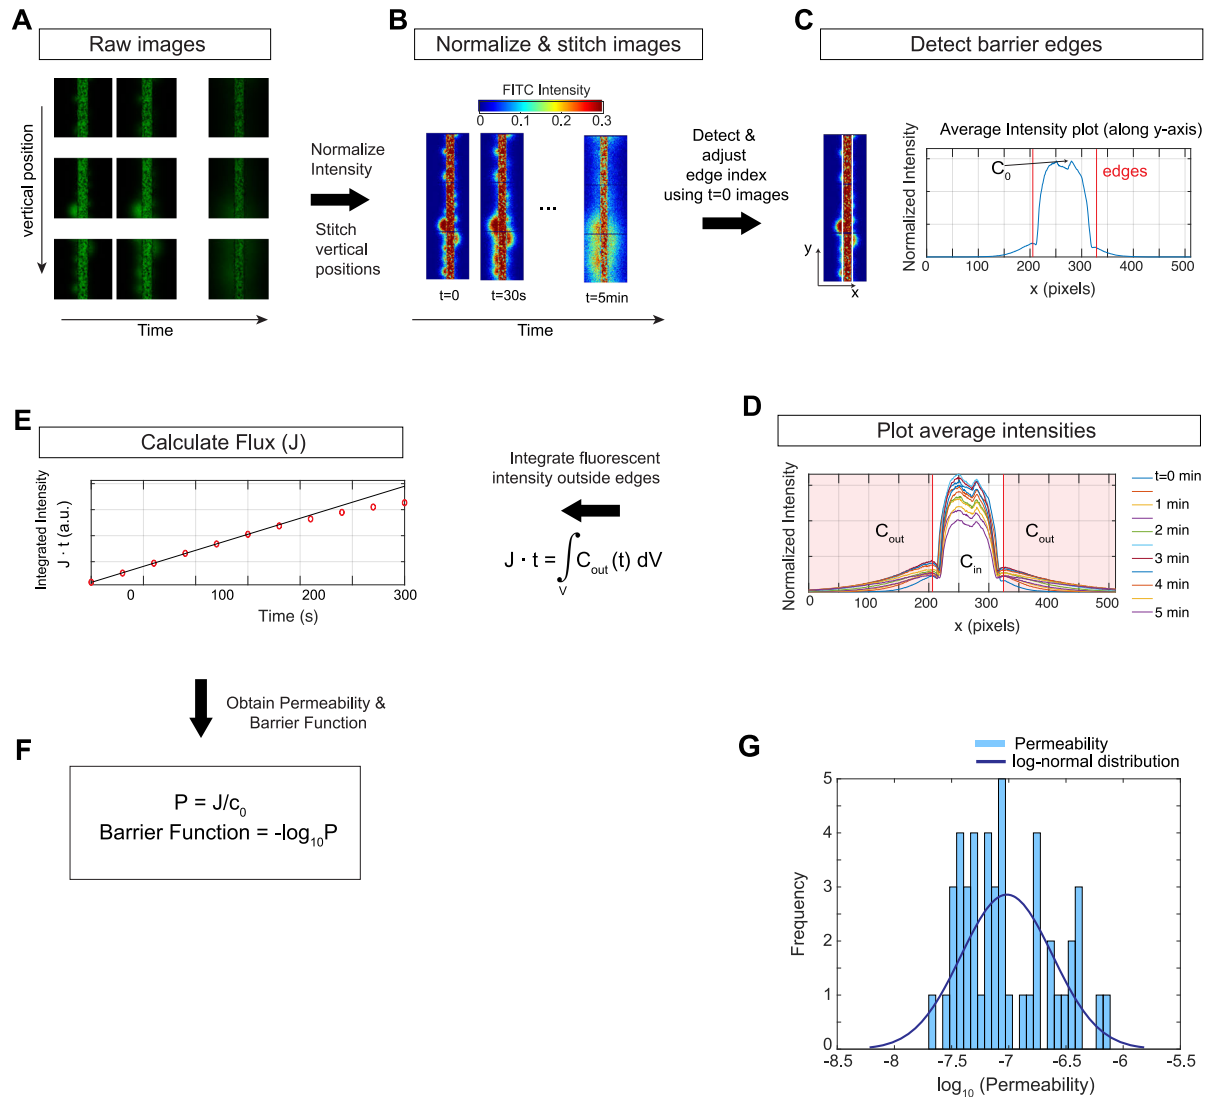 A
Raw images
vertical position
Time
Normalize
Intensity
Stitch
vertical
positions
B
Normalize & stitch images
FITC Intensity
0 0.1 0.2 0.3
...
t=0 t=30s t=5min
Time
Detect &
adjust
edge index
using t=0 images
C
Detect barrier edges
Average Intensity plot (along y-axis)
Normalized Intensity
C0
edges
y
x
0 100 200 300 400 500
x (pixels)
D
Plot average intensities
Normalized Intensity
Cout
Cin
Cout
0 100 200 300 400 500
x (pixels)
t=0 min
1 min
2 min
3 min
4 min
5 min
Integrate fluorescent
intensity outside edges
J · t = ∫ Cout (t) dV
V
E
Calculate Flux (J)
Integrated Intensity
J · t (a.u.)
0 100 200 300
Time (s)
Obtain Permeability &
Barrier Function
F
P = J/c0
Barrier Function = -log10P
G
Permeability
log-normal distribution
Frequency
5
4
3
2
1
0
-8.5 -8 -7.5 -7 -6.5 -6 -5.5
log10 (Permeability)